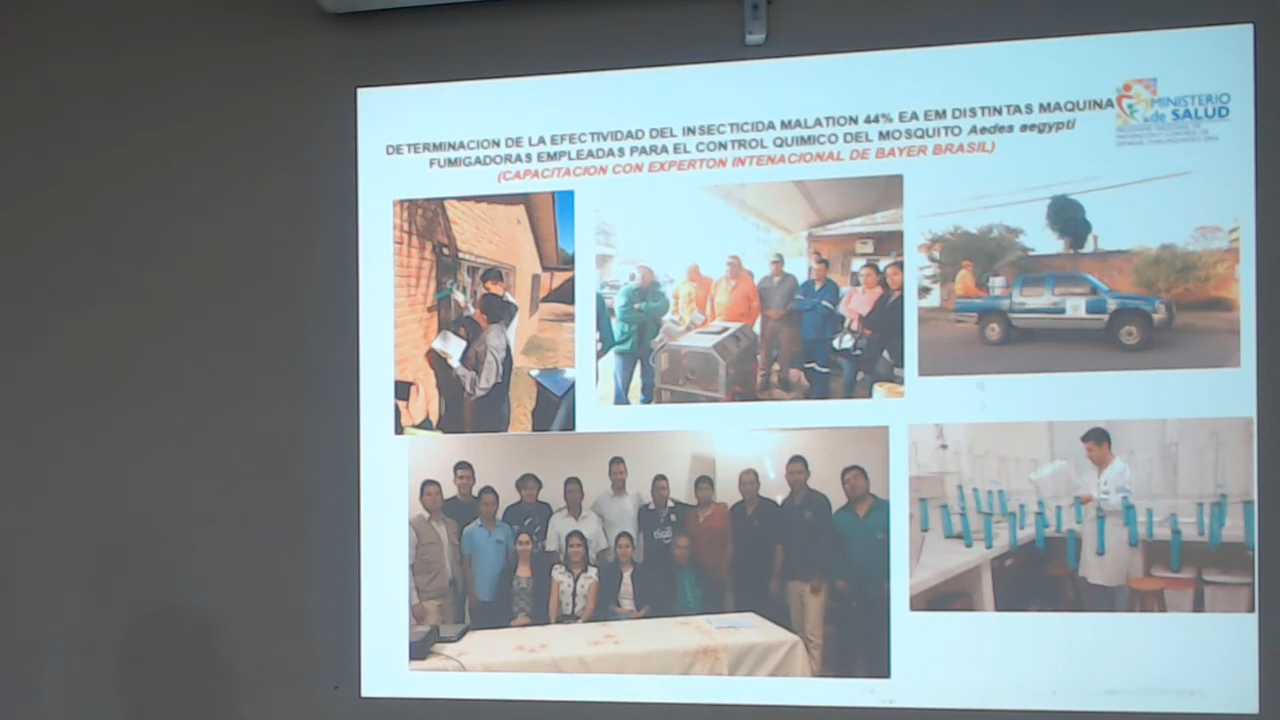 DETERMINACION DE LA EFECTIVIDAD DEL INSECTICIDA MALATION 44% EA EM DISTINTAS MAQUINA
FUMIGADORAS EMPLEADAS PARA EL CONTROL QUIMICO DEL MOSQUITO Aedes aegypti
(CAPACITACION CON EXPERTON INTENACIONAL DE BAYER BRASIL)
MINISTERIO
de SALUD
tigo